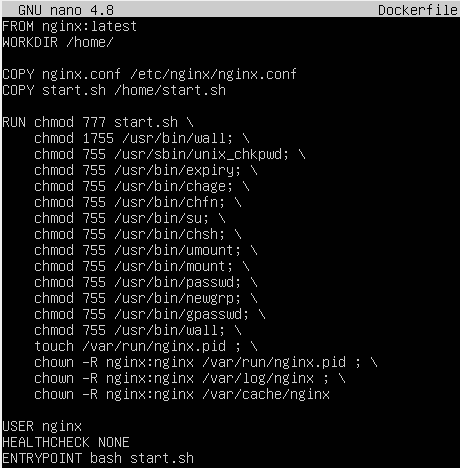 GNU nano 4.8 Dockerfile
FROM nginx:latest
WORKDIR /home/
COPY nginx.conf /etc/nginx/nginx.conf
COPY start.sh /home/start.sh
RUN chmod 777 start.sh \
chmod 1755 /usr/bin/wall; \
chmod 755 /usr/sbin/unix_chkpwd; \
chmod 755 /usr/bin/expiry; \
chmod 755 /usr/bin/chage; \
chmod 755 /usr/bin/chfn; \
chmod 755 /usr/bin/su; \
chmod 755 /usr/bin/chsh; \
chmod 755 /usr/bin/umount; \
chmod 755 /usr/bin/mount; \
chmod 755 /usr/bin/passwd; \
chmod 755 /usr/bin/newgrp; \
chmod 755 /usr/bin/gpasswd; \
chmod 755 /usr/bin/wall; \
touch /var/run/nginx.pid ; \
chown -R nginx:nginx /var/run/nginx.pid ; \
chown -R nginx:nginx /var/log/nginx ; \
chown -R nginx:nginx /var/cache/nginx
USER nginx
HEALTHCHECK NONE
ENTRYPOINT bash start.sh